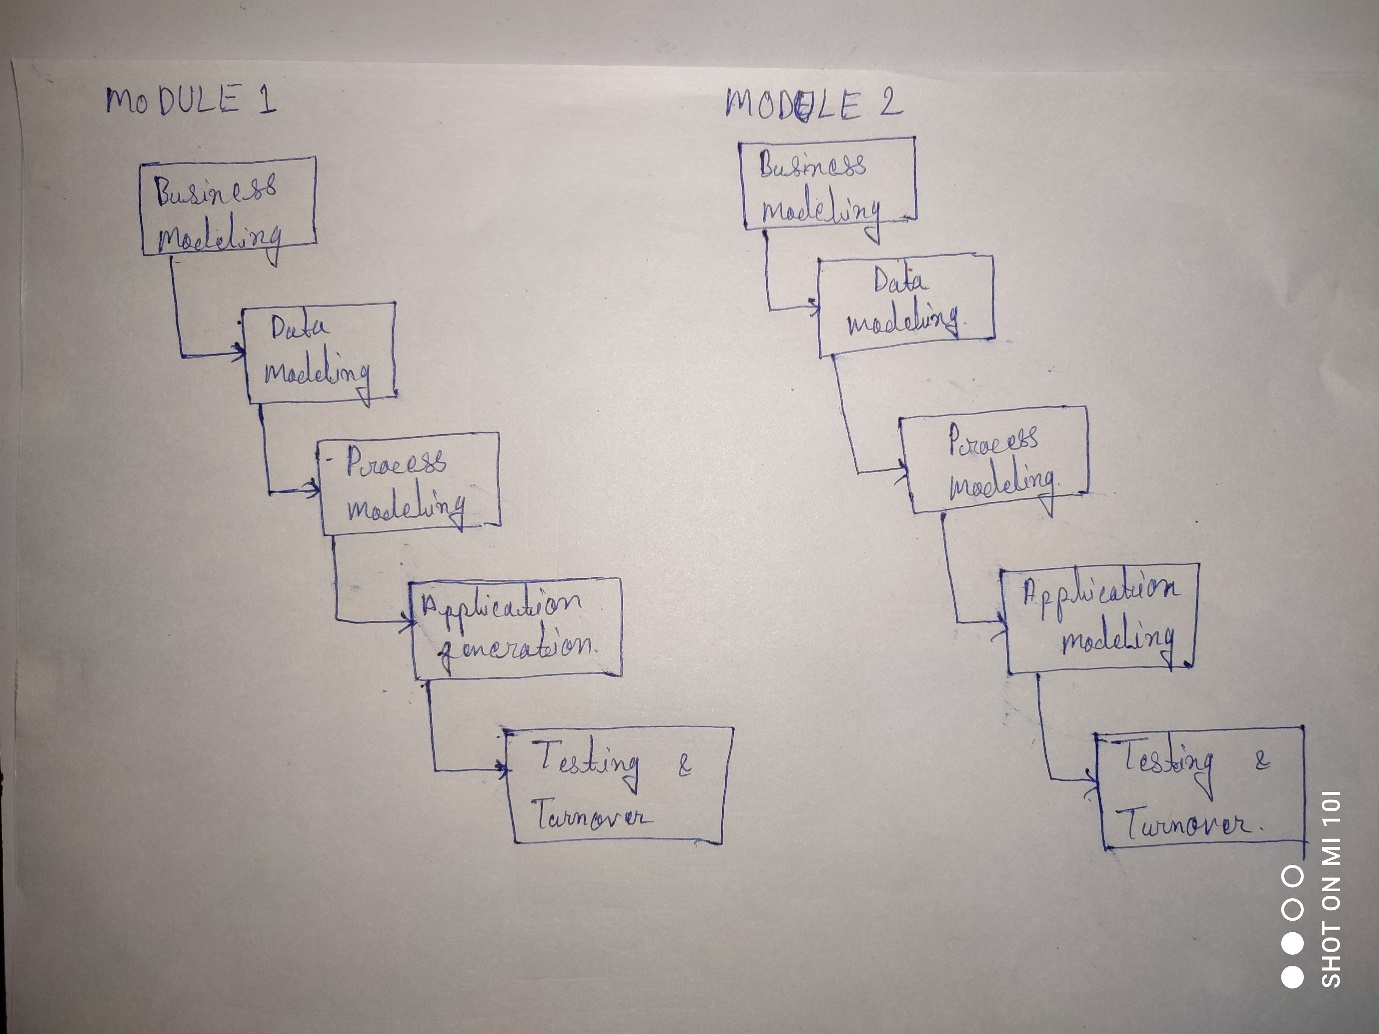 MODULE 1
Business
Modeling
Data
Modeling
Process
modeling
Application
generation.
Testing &
Turnover
MODULE 2
Business
modeling
Data
modeling.
Process
modeling.
Application
modeling
Testing &
Turnover.
SHOT ON MI 10I